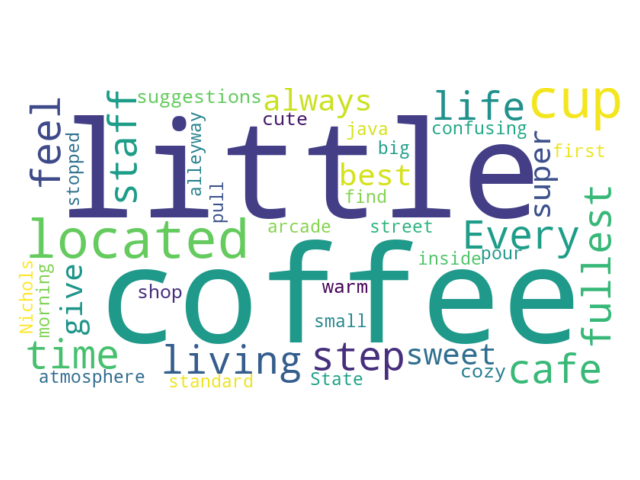 suggestions
always
life
cup
feel
staff
stopped
alleyway
cute
java
confusing
little
big
best
find
pull
super
first
located
arcade
street
Every
coffee
inside
pour
fullest
Nichols
morning
give
shop
warm
small
time
living
step
sweet
cafe
atmosphere
standard
State
cozy